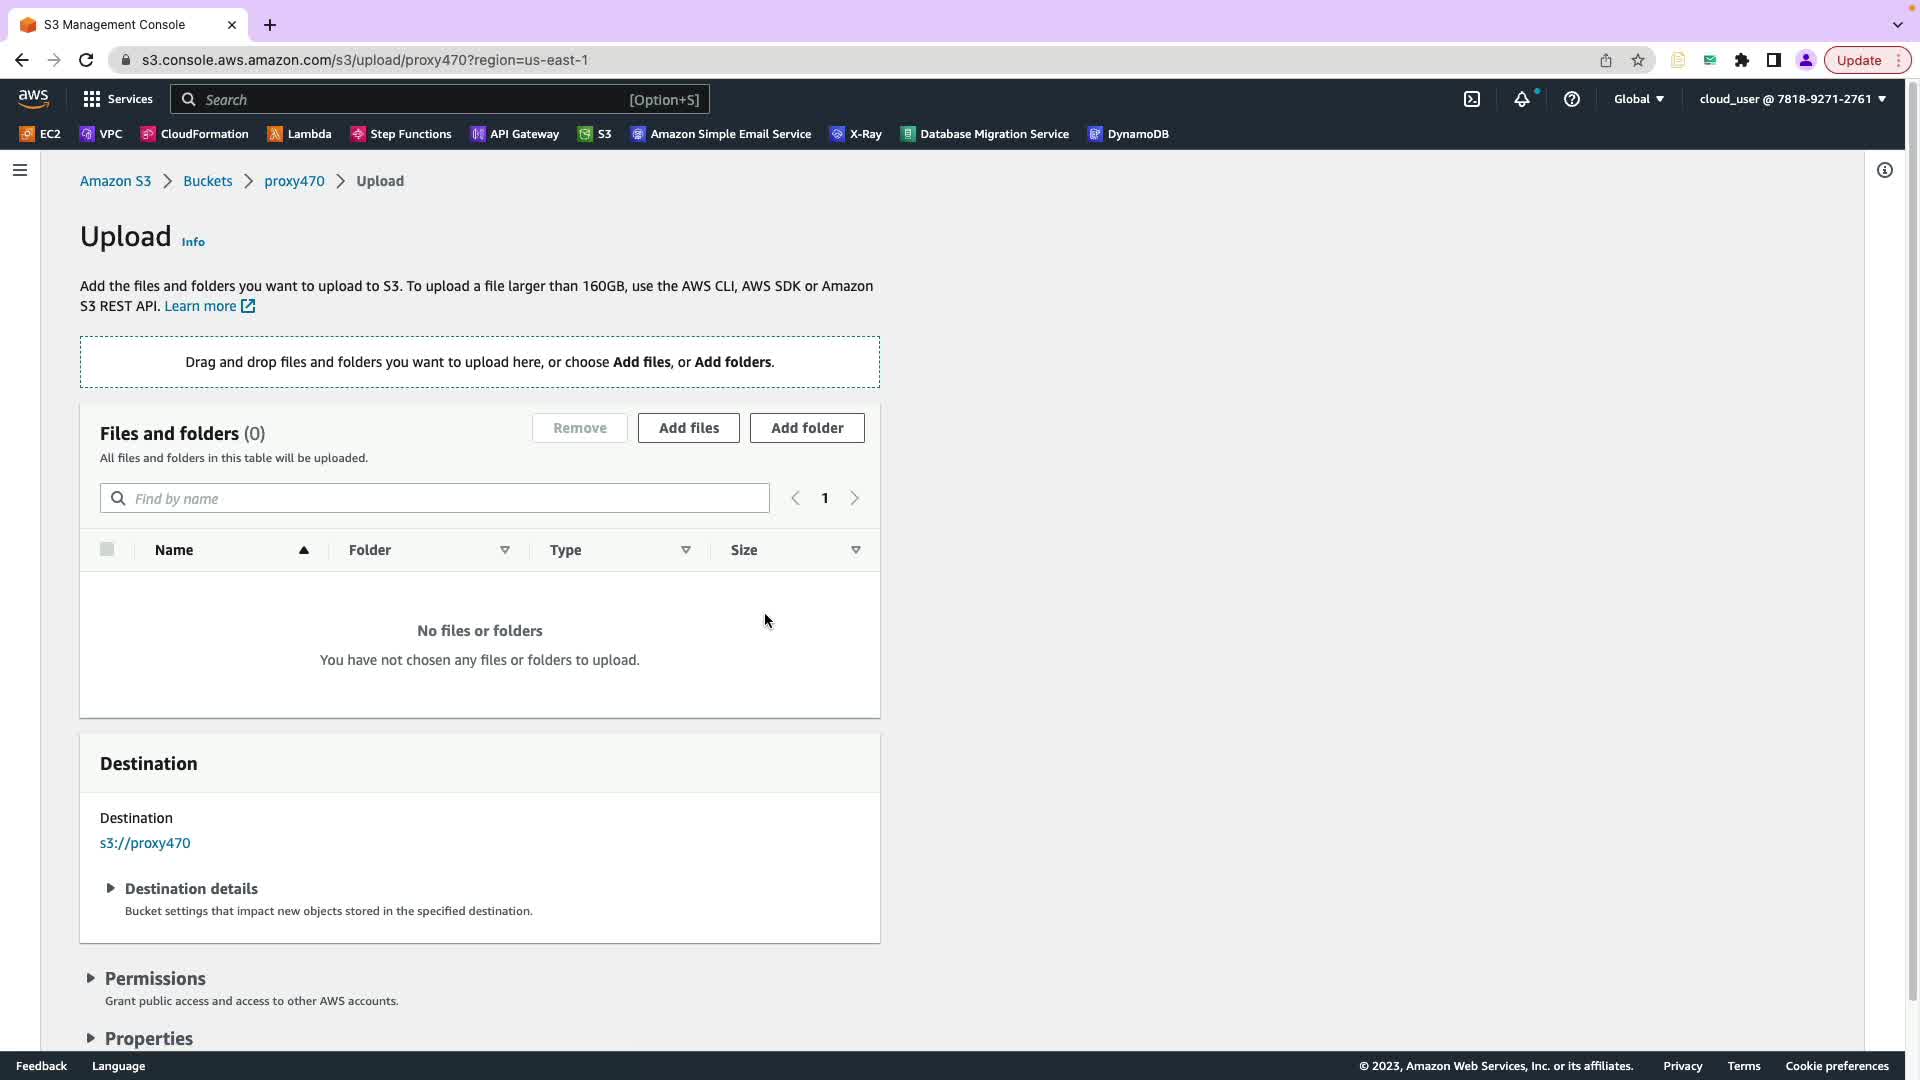 S3 Management Console
s3.console.aws.amazon.com/s3/upload/proxy470?region=us-east-1
Update
aws
Services
Search
[Option+S]
Global
cloud_user @ 7818-9271-2761
EC2
VPC
CloudFormation
Lambda
Step Functions
API Gateway
S3
Amazon Simple Email Service
X-Ray
Database Migration Service
DynamoDB
Amazon S3
Buckets
proxy470
Upload
Upload
Info
Add the files and folders you want to upload to S3. To upload a file larger than 160GB, use the AWS CLI, AWS SDK or Amazon
S3 REST API. Learn more
Drag and drop files and folders you want to upload here, or choose Add files, or Add folders.
Files and folders (0)
Remove
Add files
Add folder
All files and folders in this table will be uploaded.
Find by name
1
Name
Folder
Type
Size
No files or folders
You have not chosen any files or folders to upload.
Destination
Destination
s3://proxy470
Destination details
Bucket settings that impact new objects stored in the specified destination.
Permissions
Grant public access and access to other AWS accounts.
Properties
Feedback
Language
© 2023, Amazon Web Services, Inc. or its affiliates.
Privacy
Terms
Cookie preferences